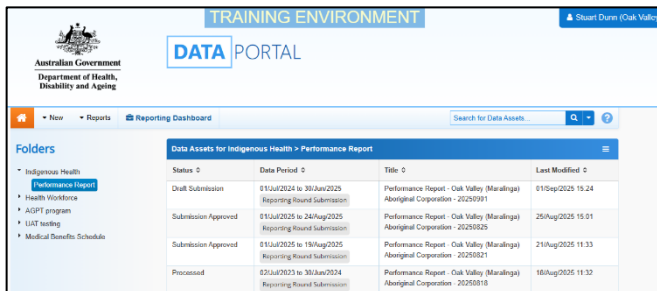 TRAINING ENVIRONMENT
Stuart Dunn (Oak Valley
Australian Government
Department of Health,
Disability and Ageing
DATA PORTAL
New Reports Reporting Dashboard Search for Data Assets...
Folders
Indigenous Health
Performance Report
Health Workforce
AGPT program
UAT testing
Medical Benefits Schedule
Data Assets for Indigenous Health > Performance Report
Status Data Period Title Last Modified
Draft Submission 01/Jul/2024 to 30/Jun/2025 Performance Report - Oak Valley (Maralinga) 01/Sep/2025 15:24
Reporting Round Submission Aboriginal Corporation - 20250901
Submission Approved 01/Jul/2025 to 24/Aug/2025 Performance Report - Oak Valley (Maralinga) 25/Aug/2025 15:01
Reporting Round Submission Aboriginal Corporation - 20250825
Submission Approved 01/Jul/2025 to 19/Aug/2025 Performance Report - Oak Valley (Maralinga) 21/Aug/2025 11:33
Reporting Round Submission Aboriginal Corporation - 20250821
Processed 02/Jul/2023 to 30/Jun/2024 Performance Report - Oak Valley (Maralinga) 18/Aug/2025 11:32
Reporting Round Submission Aboriginal Corporation - 20250818